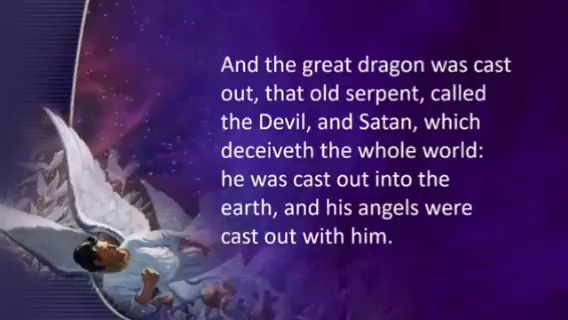 And the great dragon was cast
out, that old serpent, called
the Devil, and Satan, which
deceiveth the whole world:
he was cast out into the
earth, and his angels were
cast out with him.